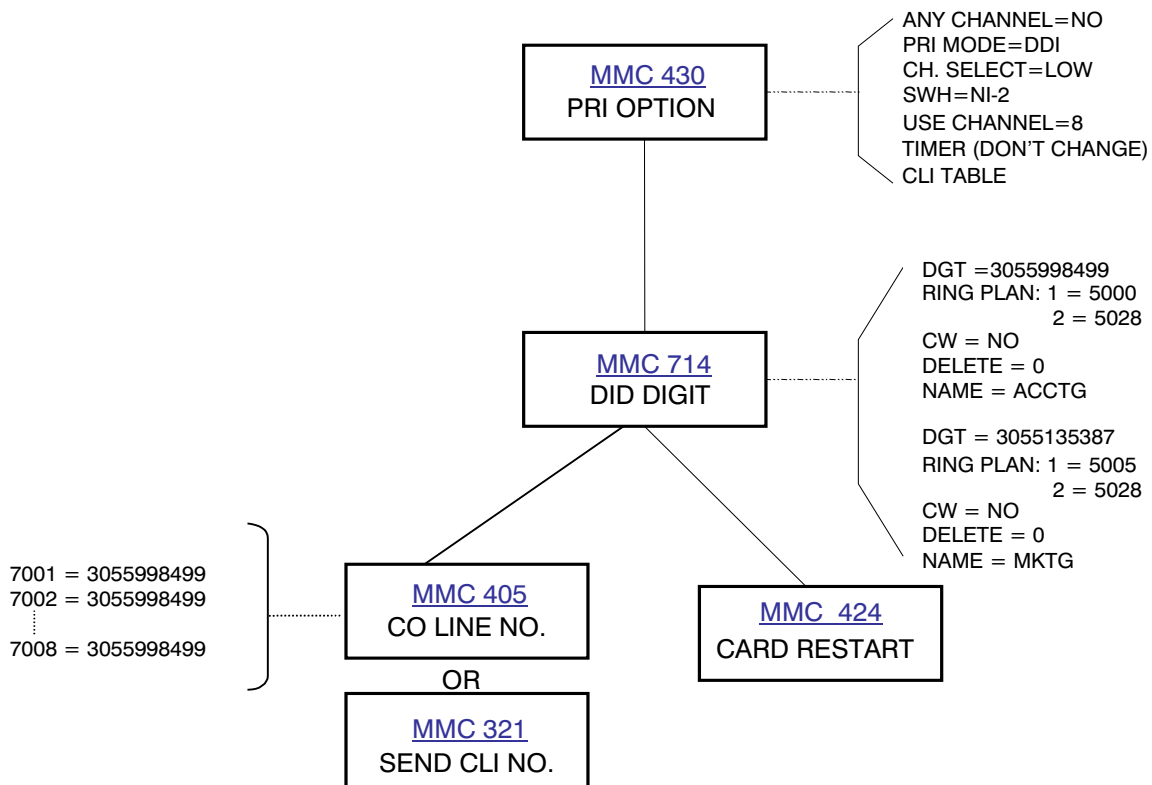 MMC 430
PRI OPTION
ANY CHANNEL=NO
PRI MODE=DDI
CH. SELECT=LOW
SWH=NI-2
USE CHANNEL=8
TIMER (DON'T CHANGE)
CLI TABLE
MMC 714
DID DIGIT
DGT =3055998499
RING PLAN: 1 = 5000
2 = 5028
CW = NO
DELETE = 0
NAME = ACCTG
DGT = 3055135387
RING PLAN: 1 = 5005
2 = 5028
CW = NO
DELETE = 0
NAME = MKTG
7001 = 3055998499
7002 = 3055998499
7008 = 3055998499
MMC 405
CO LINE NO.
OR
MMC 321
SEND CLI NO.
MMC 424
CARD RESTART